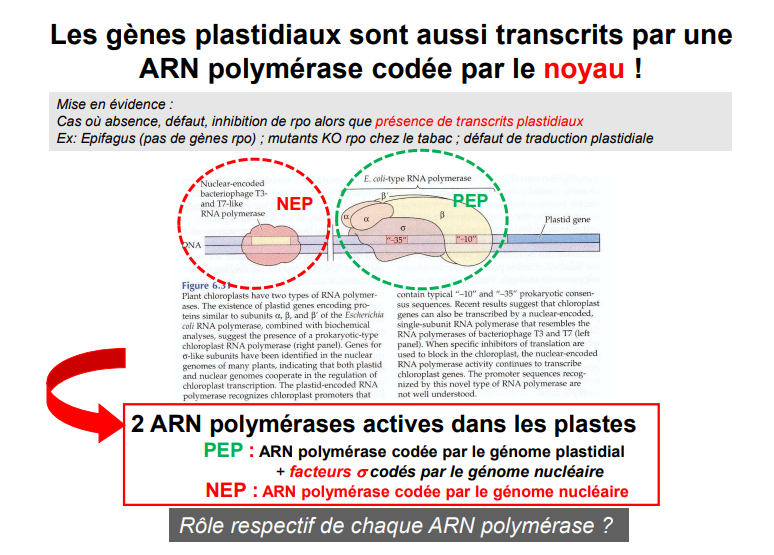 Les gènes plastidiaux sont aussi transcrits par une
ARN polymérase codée par le noyau !
Mise en évidence :
Cas où absence, défaut, inhibition de rpo alors que présence de transcrits plastidiaux
Ex: Epifagus (pas de gènes rpo) ; mutants KO rpo chez le tabac ; défaut de traduction plastidiale
Nuclear-encoded
bacteriophage T3-
and T7-like
RNA polymerase
NEP
E. coli-type RNA polymerase
PEP
β′
α
α
σ
β
"–35"
"–10"
Plastid gene
DNA
Figure 6.31
Plant chloroplasts have two types of RNA polymer-
ases. The existence of plastid genes encoding pro-
teins similar to subunits α, β, and β′ of the Escherichia
coli RNA polymerase, combined with biochemical
analyses, suggest the presence of a prokaryotic-type
chloroplast RNA polymerase (right panel). Genes for
σ-like subunits have been identified in the nuclear
genomes of many plants, indicating that both plastid
and nuclear genomes cooperate in the regulation of
chloroplast transcription. The plastid-encoded RNA
polymerase recognizes chloroplast promoters that
contain typical "–10" and "–35" prokaryotic consen-
sus sequences. Recent results suggest that chloroplast
genes can also be transcribed by a nuclear-encoded,
single-subunit RNA polymerase that resembles the
RNA polymerases of bacteriophage T3 and T7 (left
panel). When specific inhibitors of translation are
used to block in the chloroplast, the nuclear-encoded
RNA polymerase activity continues to transcribe
chloroplast genes. The promoter sequences recog-
nized by this novel type of RNA polymerase are
not well understood.
2 ARN polymérases actives dans les plastes
PEP : ARN polymérase codée par le génome plastidial
+ facteurs σ codés par le génome nucléaire
NEP : ARN polymérase codée par le génome nucléaire
Rôle respectif de chaque ARN polymérase ?